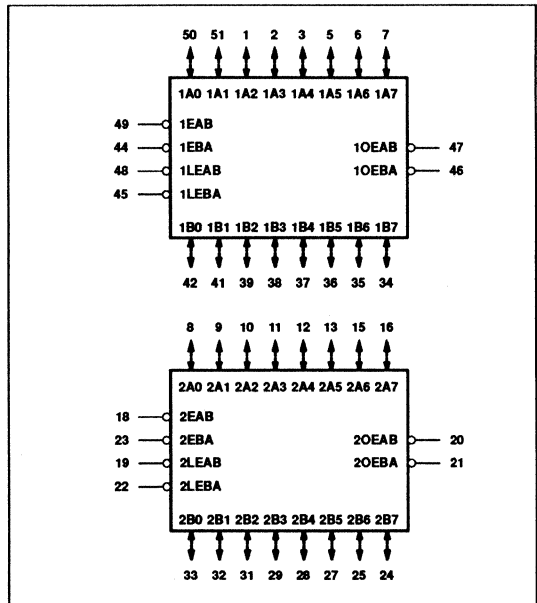 50 51 1 2 3 5 6 7
1A0 1A1 1A2 1A3 1A4 1A5 1A6 1A7
49 1EAB
44 1EBA 1OEAB 47
48 1LEAB 1OEBA 46
45 1LEBA
1B0 1B1 1B2 1B3 1B4 1B5 1B6 1B7
42 41 39 38 37 36 35 34
8 9 10 11 12 13 15 16
2A0 2A1 2A2 2A3 2A4 2A5 2A6 2A7
18 2EAB
23 2EBA 2OEAB 20
19 2LEAB 2OEBA 21
22 2LEBA
2B0 2B1 2B2 2B3 2B4 2B5 2B6 2B7
33 32 31 29 28 27 25 24